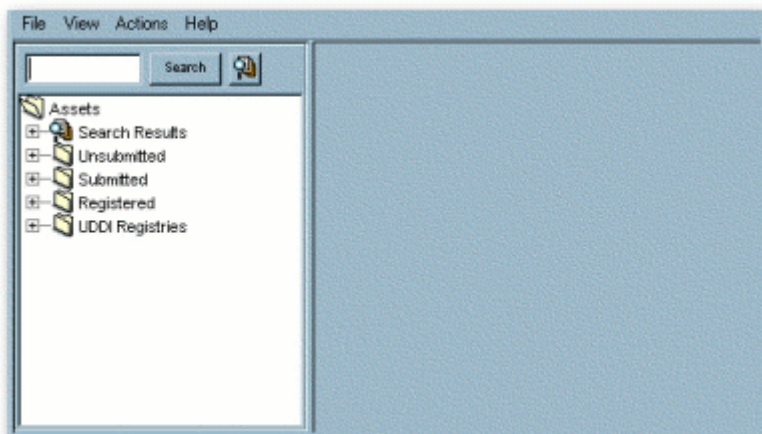 File View Actions Help
Search
Assets
Search Results
Unsubmitted
Submitted
Registered
UDDI Registries